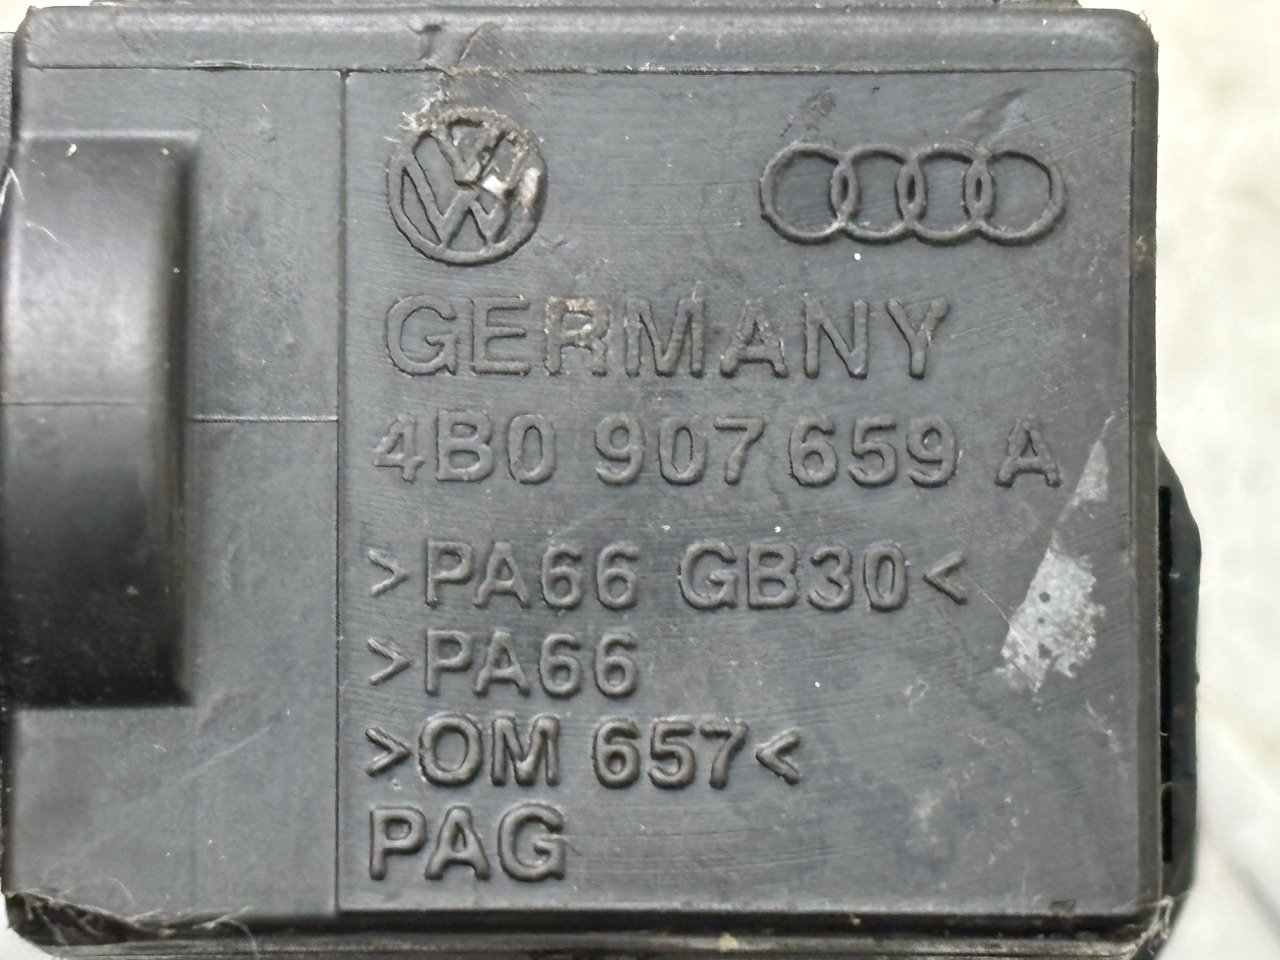 GERMANY
4B0 907 659 A
>PA66 GB30<
>PA66
>OM 657<
PAG